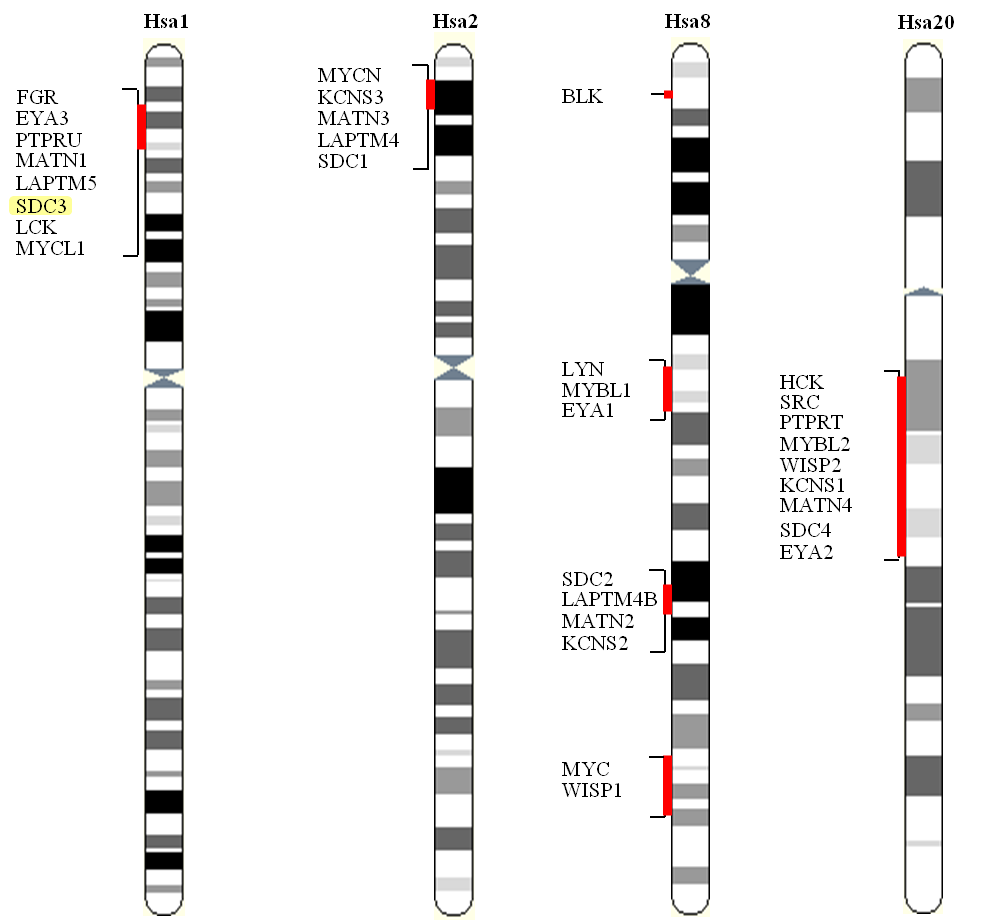 Hsa1
Hsa2
Hsa8
Hsa20
FGR
EYA3
PTPRU
MATN1
LAPTM5
SDC3
LCK
MYCL1
MYCN
KCNS3
MATN3
LAPTM4
SDC1
BLK
LYN
MYBL1
EYA1
SDC2
LAPTM4B
MATN2
KCNS2
MYC
WISP1
HCK
SRC
PTPRT
MYBL2
WISP2
KCNS1
MATN4
SDC4
EYA2